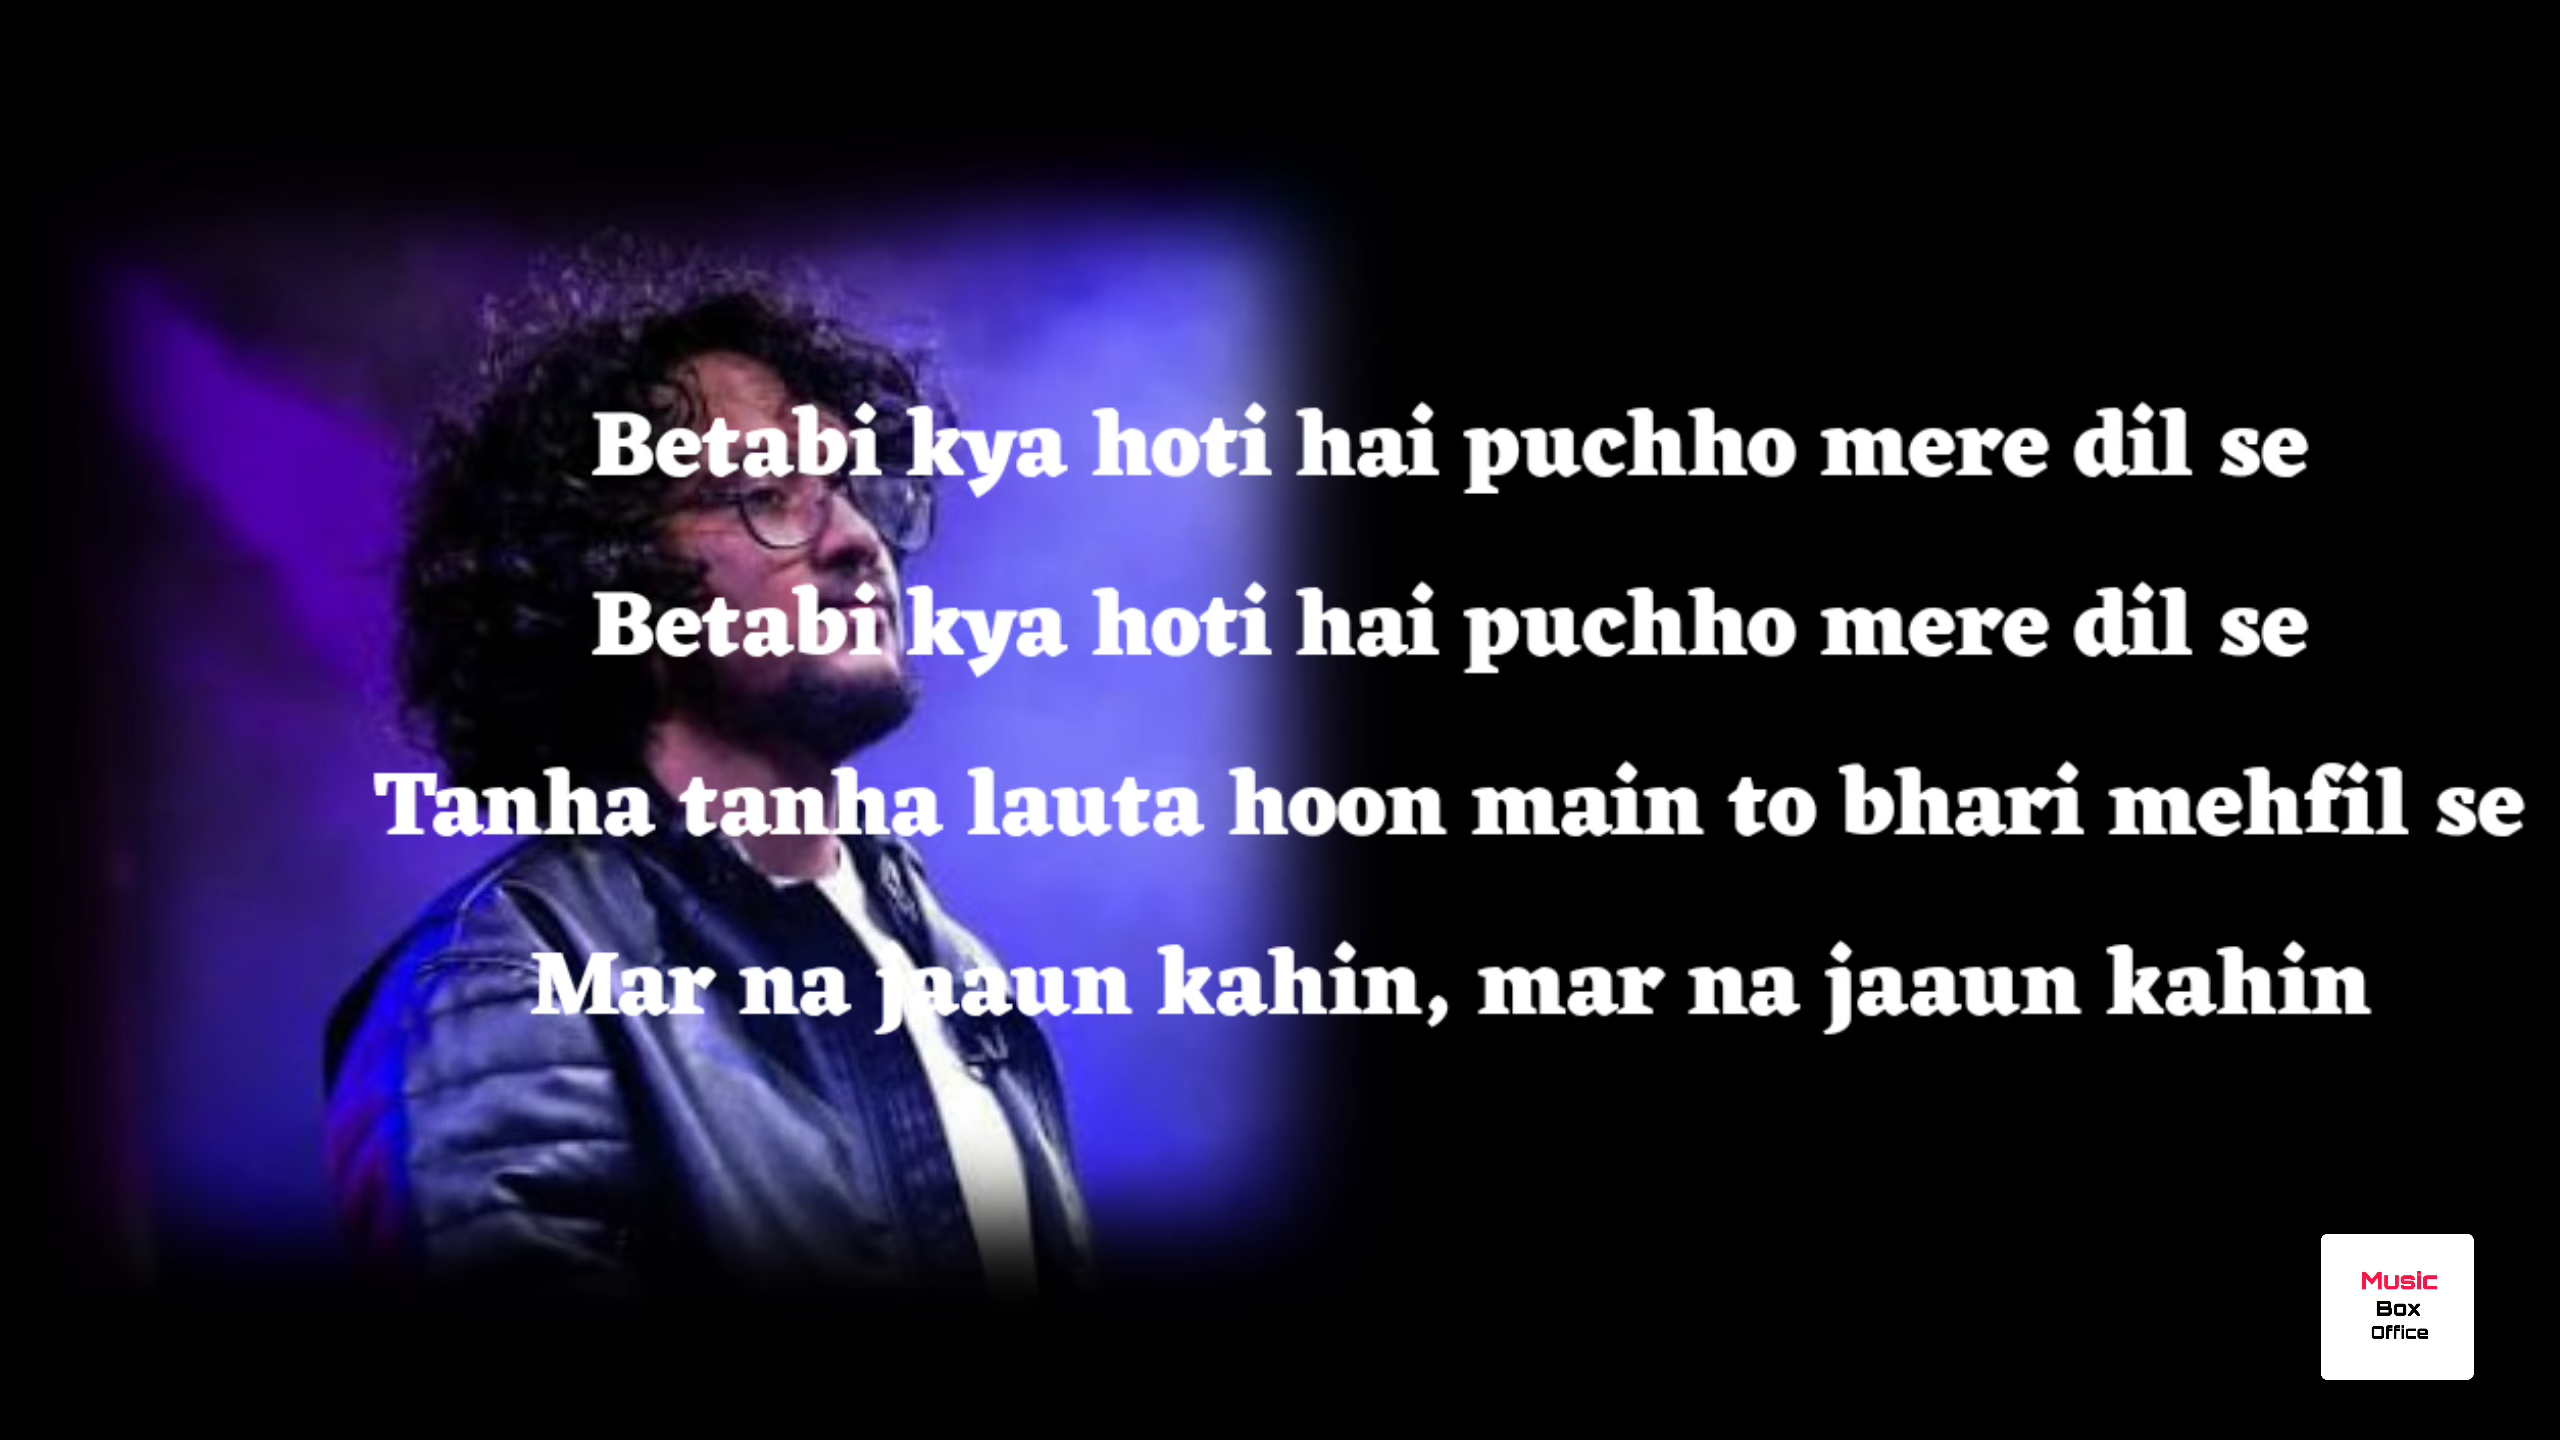 Betabi kya hoti hai puchho mere dil se
Betabi kya hoti hai puchho mere dil se
Tanha tanha lauta hoon main to bhari mehfil se
Mar na jaaun kahin, mar na jaaun kahin
Music
Box
Office